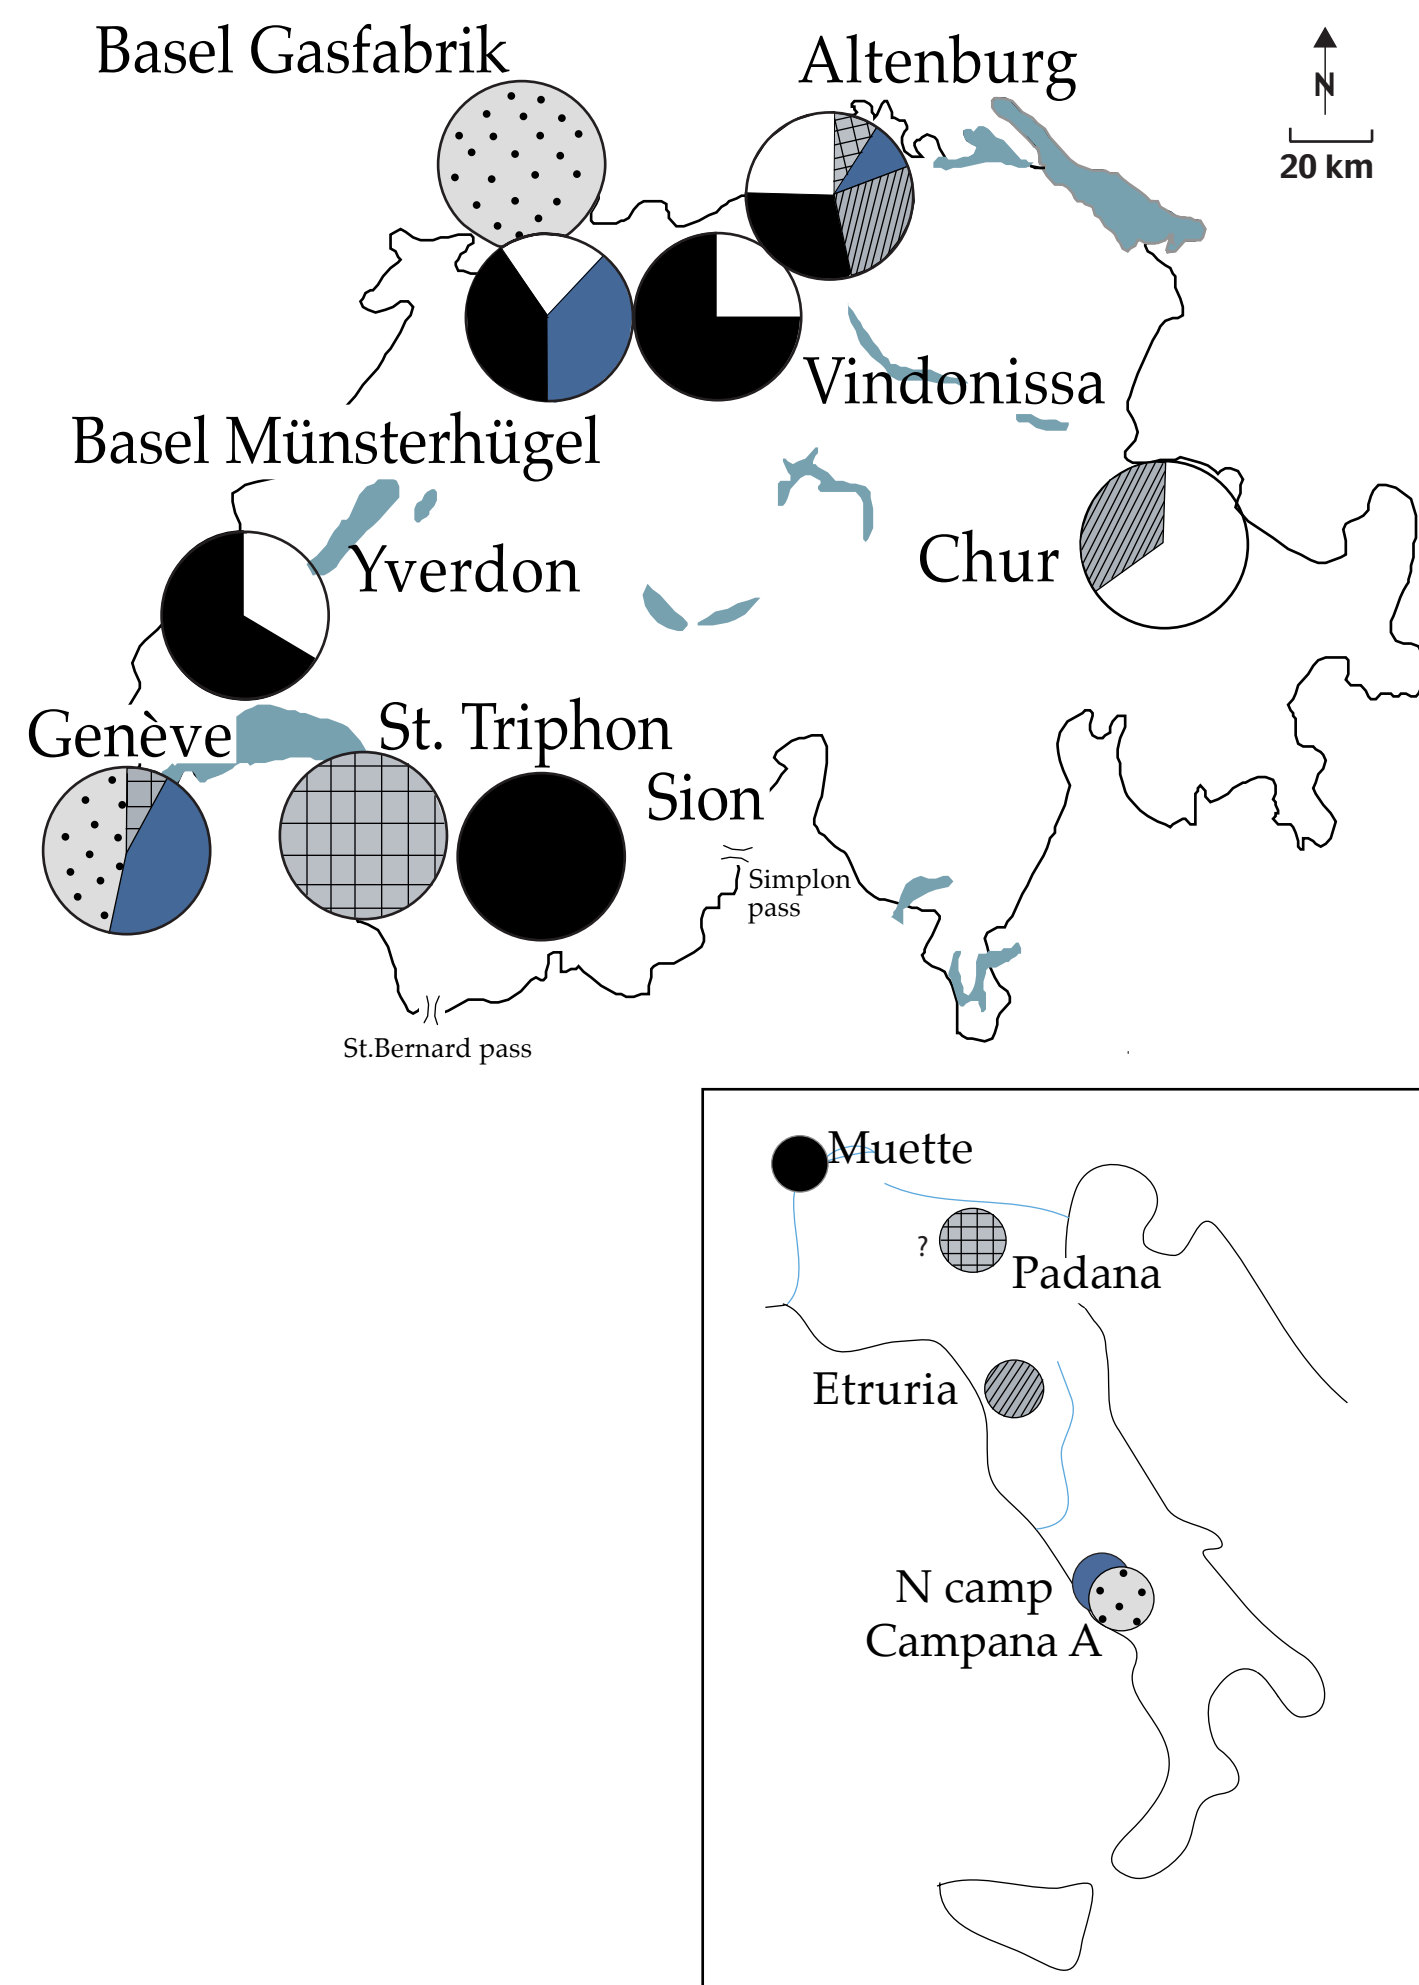 Basel Gasfabrik
Altenburg
N
20 km
Vindonissa
Basel Münsterhügel
Chur
Yverdon
Genève
St. Triphon
Sion
Simplon
pass
St.Bernard pass
Muette
?
Padana
Etruria
N camp
Campana A